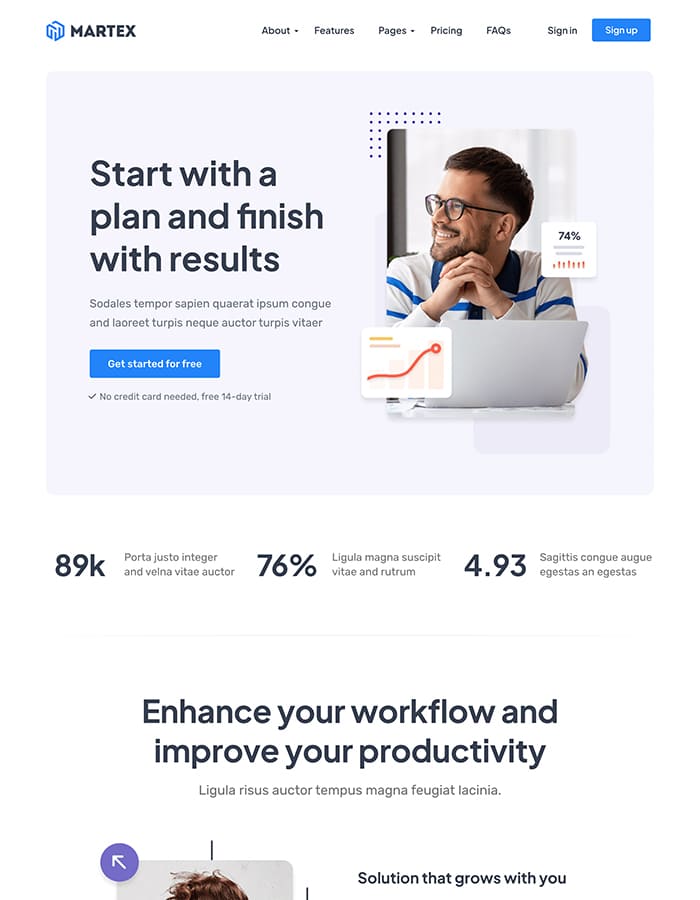 MARTEX
About
Features
Pages
Pricing
FAQs
Sign in
Sign up
Start with a
plan and finish
with results
Sodales tempor sapien quaerat ipsum congue
and laoreet turpis neque auctor turpis vitaer
Get started for free
No credit card needed, free 14-day trial
74%
89k
Porta justo integer
and velna vitae auctor
76%
Ligula magna suscipit
vitae and rutrum
4.93
Sagittis congue augue
egestas an egestas
Enhance your workflow and
improve your productivity
Ligula risus auctor tempus magna feugiat lacinia.
Solution that grows with you